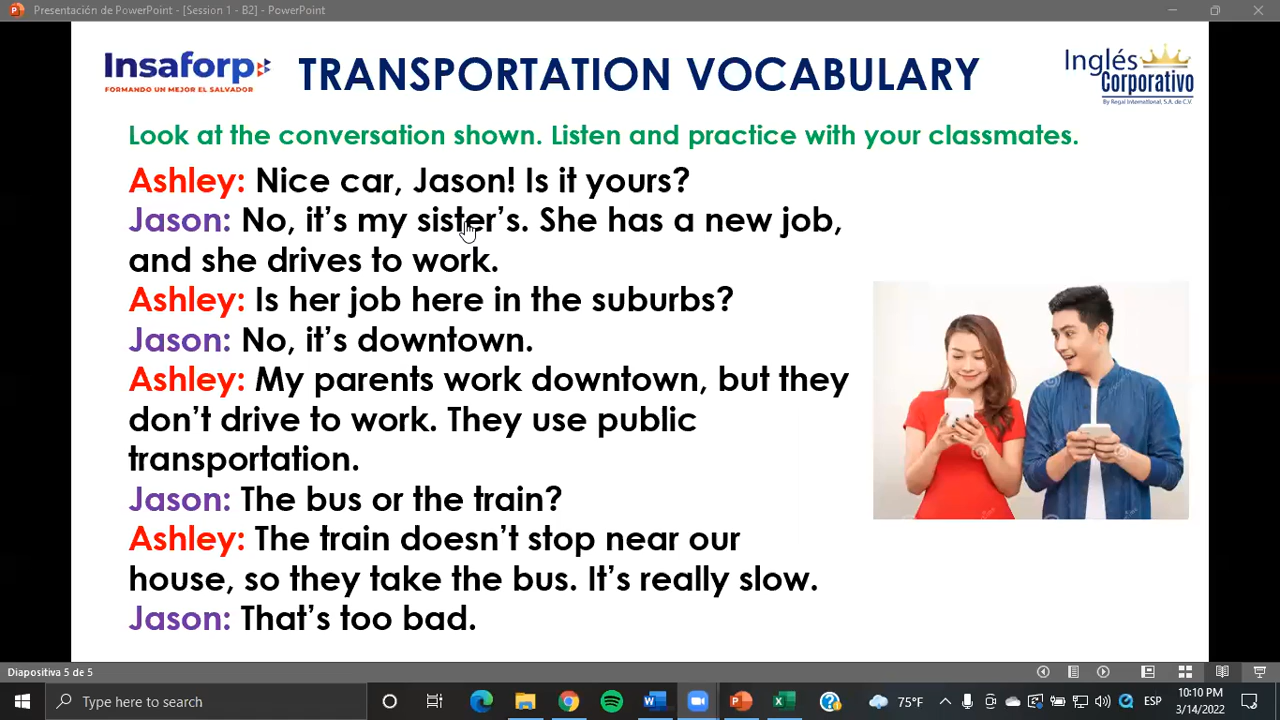 Presentación de PowerPoint - [Session 1 - B2] - PowerPoint
Insaforp
FORMANDO UN MEJOR EL SALVADOR
TRANSPORTATION VOCABULARY
Inglés
Corporativo
By Regal International, S.A. de C.V.
Look at the conversation shown. Listen and practice with your classmates.
Ashley: Nice car, Jason! Is it yours?
Jason: No, it's my sister's. She has a new job,
and she drives to work.
Ashley: Is her job here in the suburbs?
Jason: No, it's downtown.
Ashley: My parents work downtown, but they
don't drive to work. They use public
transportation.
Jason: The bus or the train?
Ashley: The train doesn't stop near our
house, so they take the bus. It's really slow.
Jason: That's too bad.
Diapositiva 5 de 5
Type here to search
75°F
ESP
10:10 PM
3/14/2022